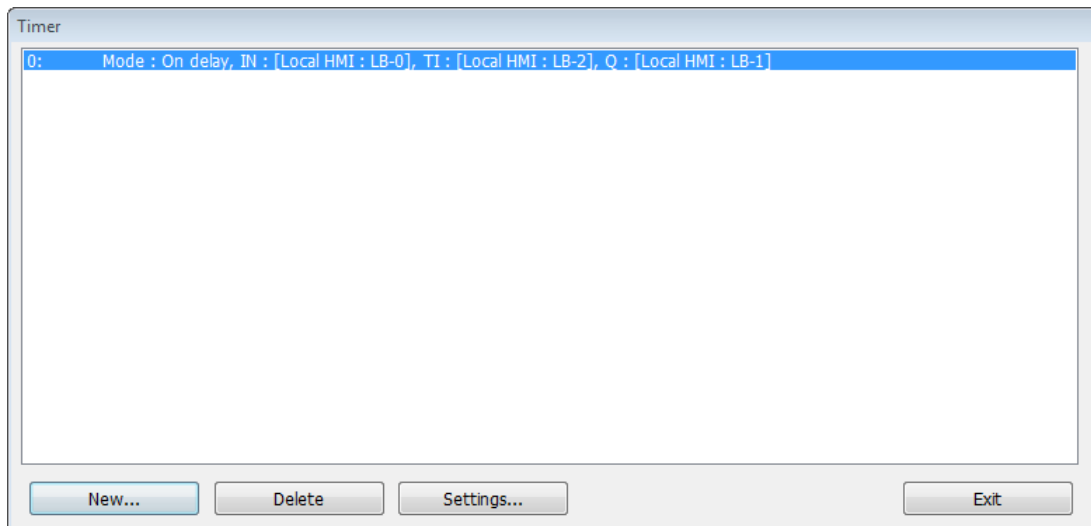 Timer
0: Mode : On delay, IN : [Local HMI : LB-0], TI : [Local HMI : LB-2], Q : [Local HMI : LB-1]
New... Delete Settings... Exit